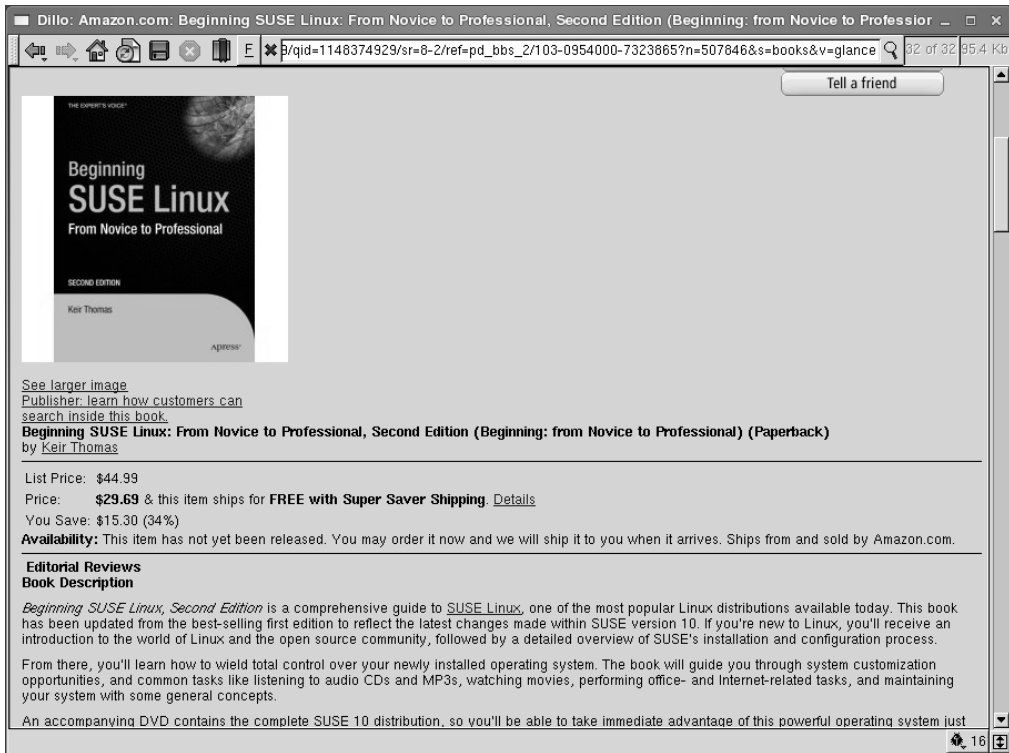 Dillo: Amazon.com: Beginning SUSE Linux: From Novice to Professional, Second Edition (Beginning: from Novice to Professior
F
9/qid=1148374929/sr=8-2/ref=pd_bbs_2/103-0954000-7323865?n=507846&s=books&v=glance
32 of 32
95.4 Kb
Tell a friend
THE EXPERT'S VOICE®
Beginning
SUSE Linux
From Novice to Professional
SECOND EDITION
Keir Thomas
Apress®
See larger image
Publisher: learn how customers can
search inside this book.
Beginning SUSE Linux: From Novice to Professional, Second Edition (Beginning: from Novice to Professional) (Paperback)
by Keir Thomas
List Price: $44.99
Price: $29.69 & this item ships for FREE with Super Saver Shipping. Details
You Save: $15.30 (34%)
Availability: This item has not yet been released. You may order it now and we will ship it to you when it arrives. Ships from and sold by Amazon.com.
Editorial Reviews
Book Description
Beginning SUSE Linux, Second Edition is a comprehensive guide to SUSE Linux, one of the most popular Linux distributions available today. This book
has been updated from the best-selling first edition to reflect the latest changes made within SUSE version 10. If you're new to Linux, you'll receive an
introduction to the world of Linux and the open source community, followed by a detailed overview of SUSE's installation and configuration process.
From there, you'll learn how to wield total control over your newly installed operating system. The book will guide you through system customization
opportunities, and common tasks like listening to audio CDs and MP3s, watching movies, performing office- and Internet-related tasks, and maintaining
your system with some general concepts.
An accompanying DVD contains the complete SUSE 10 distribution, so you'll be able to take immediate advantage of this powerful operating system just
16